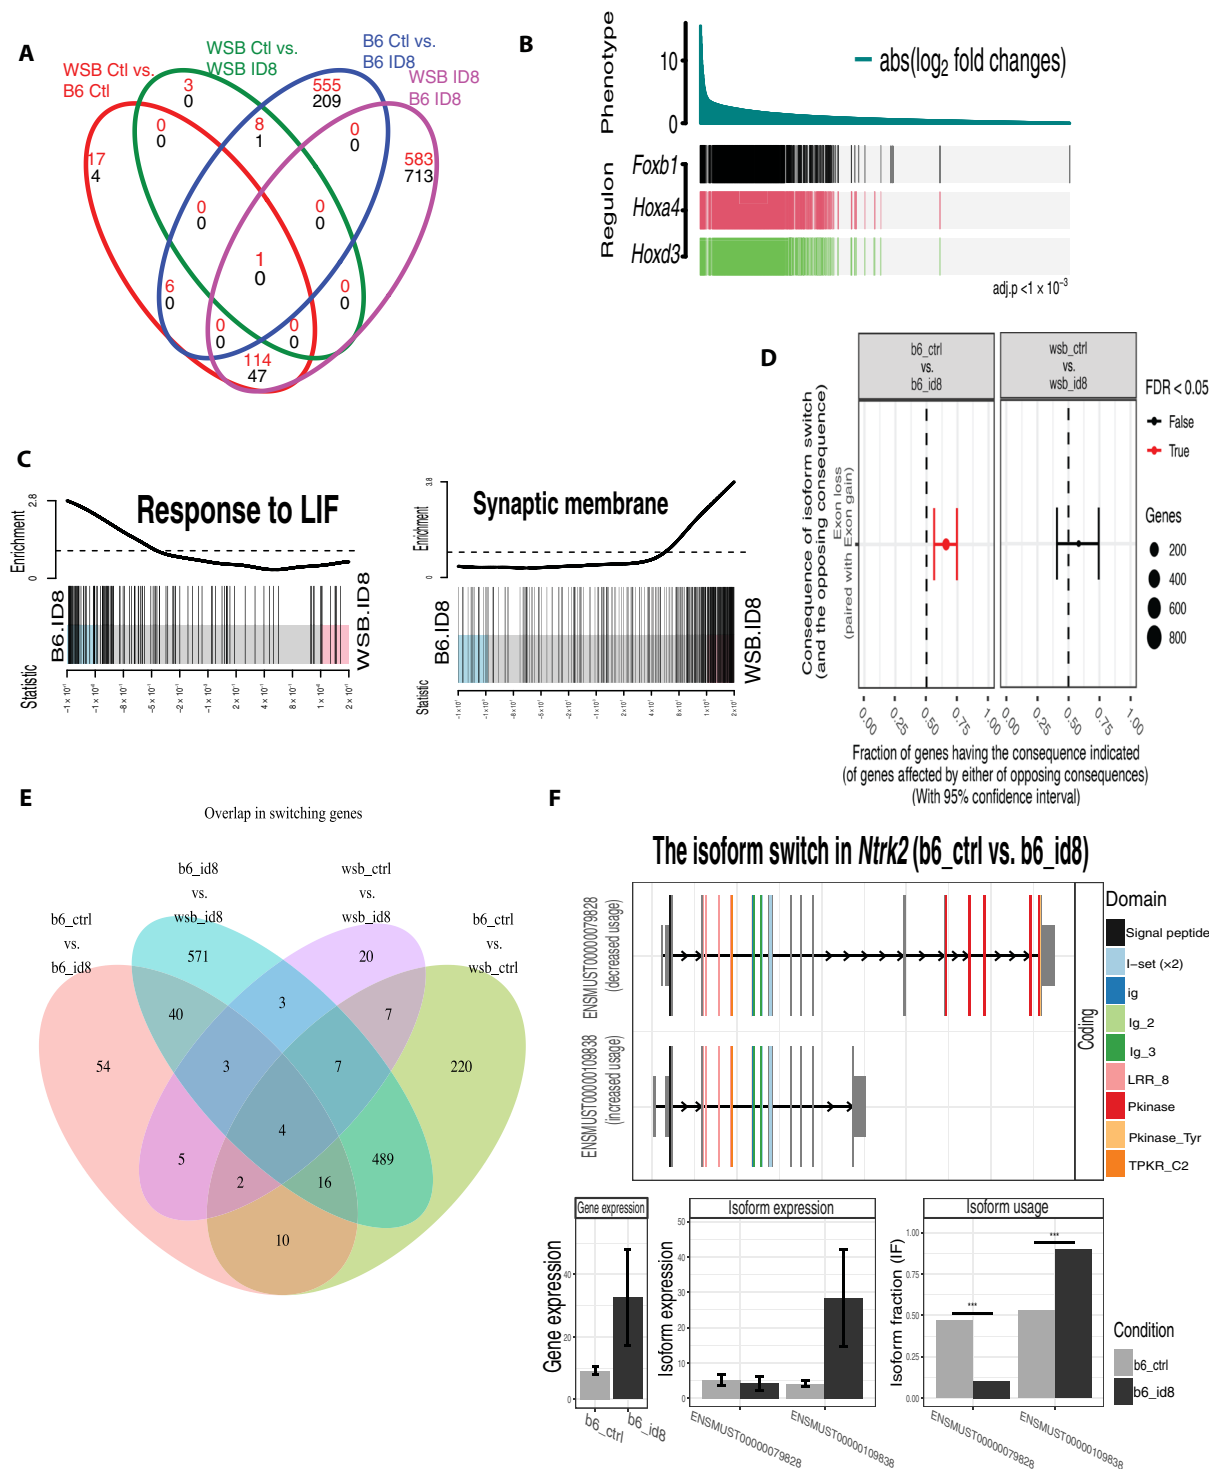 A
WSB Ctl vs.
B6 Ctl
WSB Ctl vs.
WSB ID8
B6 Ctl vs.
B6 ID8
WSB ID8
B6 ID8
3
0
555
209
0
0
8
1
0
0
17
4
583
713
0
0
0
0
1
0
6
0
0
0
0
0
0
0
114
47
B
Phenotype
10
0
abs(log2 fold changes)
Regulon
Foxb1
Hoxa4
Hoxd3
adj.p <1 × 10⁻³
C
Response to LIF
Enrichment
2.8
0
B6.ID8
WSB.ID8
Statistic
Synaptic membrane
Enrichment
3.8
0
B6.ID8
WSB.ID8
Statistic
D
b6_ctrl
vs.
b6_id8
wsb_ctrl
vs.
wsb_id8
Consequence of isoform switch
(and the opposing consequence)
Exon loss
(paired with Exon gain)
0.00
0.25
0.50
0.75
1.00
0.00
0.25
0.50
0.75
1.00
Fraction of genes having the consequence indicated
(of genes affected by either of opposing consequences)
(With 95% confidence interval)
FDR < 0.05
False
True
Genes
200
400
600
800
E
Overlap in switching genes
b6_ctrl
vs.
b6_id8
b6_id8
vs.
wsb_id8
wsb_ctrl
vs.
wsb_id8
b6_ctrl
vs.
wsb_ctrl
571
20
40
3
7
54
3
7
220
4
5
2
16
489
10
F
The isoform switch in Ntrk2 (b6_ctrl vs. b6_id8)
ENSMUST00000079828
(decreased usage)
ENSMUST00000109838
(increased usage)
Coding
Domain
Signal peptide
I−set (×2)
ig
Ig_2
Ig_3
LRR_8
Pkinase
Pkinase_Tyr
TPKR_C2
Gene expression
Gene expression
40
20
0
b6_ctrl
b6_id8
Isoform expression
Isoform expression
50
40
30
20
10
0
ENSMUST00000079828
ENSMUST00000109838
Isoform usage
Isoform fraction (IF)
1.00
0.75
0.50
0.25
0.00
***
***
ENSMUST00000079828
ENSMUST00000109838
Condition
b6_ctrl
b6_id8